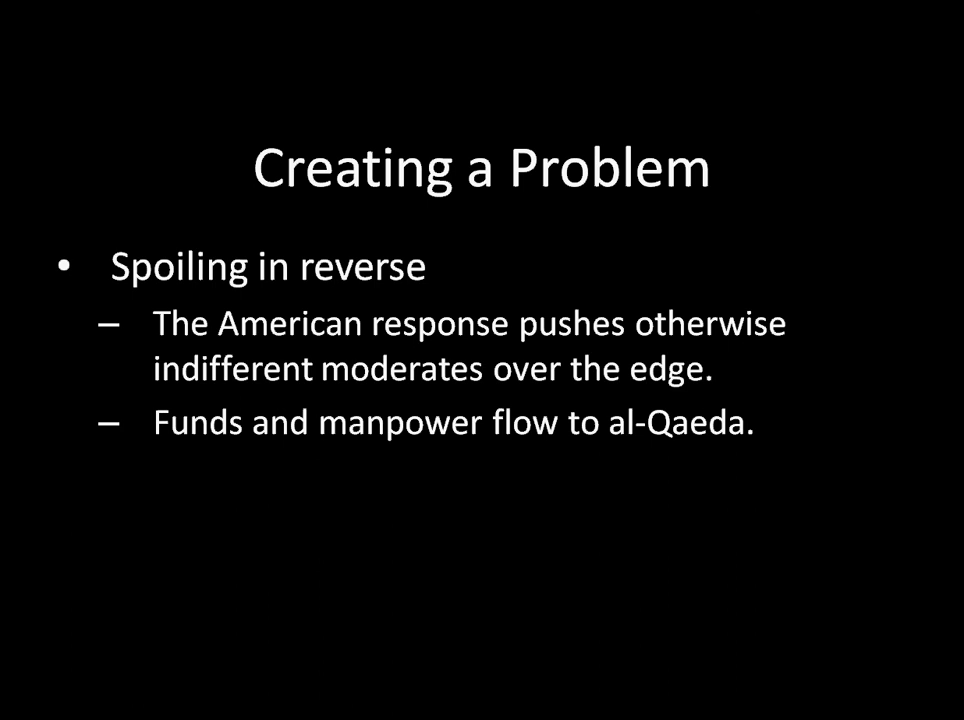 Creating a Problem
• Spoiling in reverse
– The American response pushes otherwise
indifferent moderates over the edge.
– Funds and manpower flow to al-Qaeda.